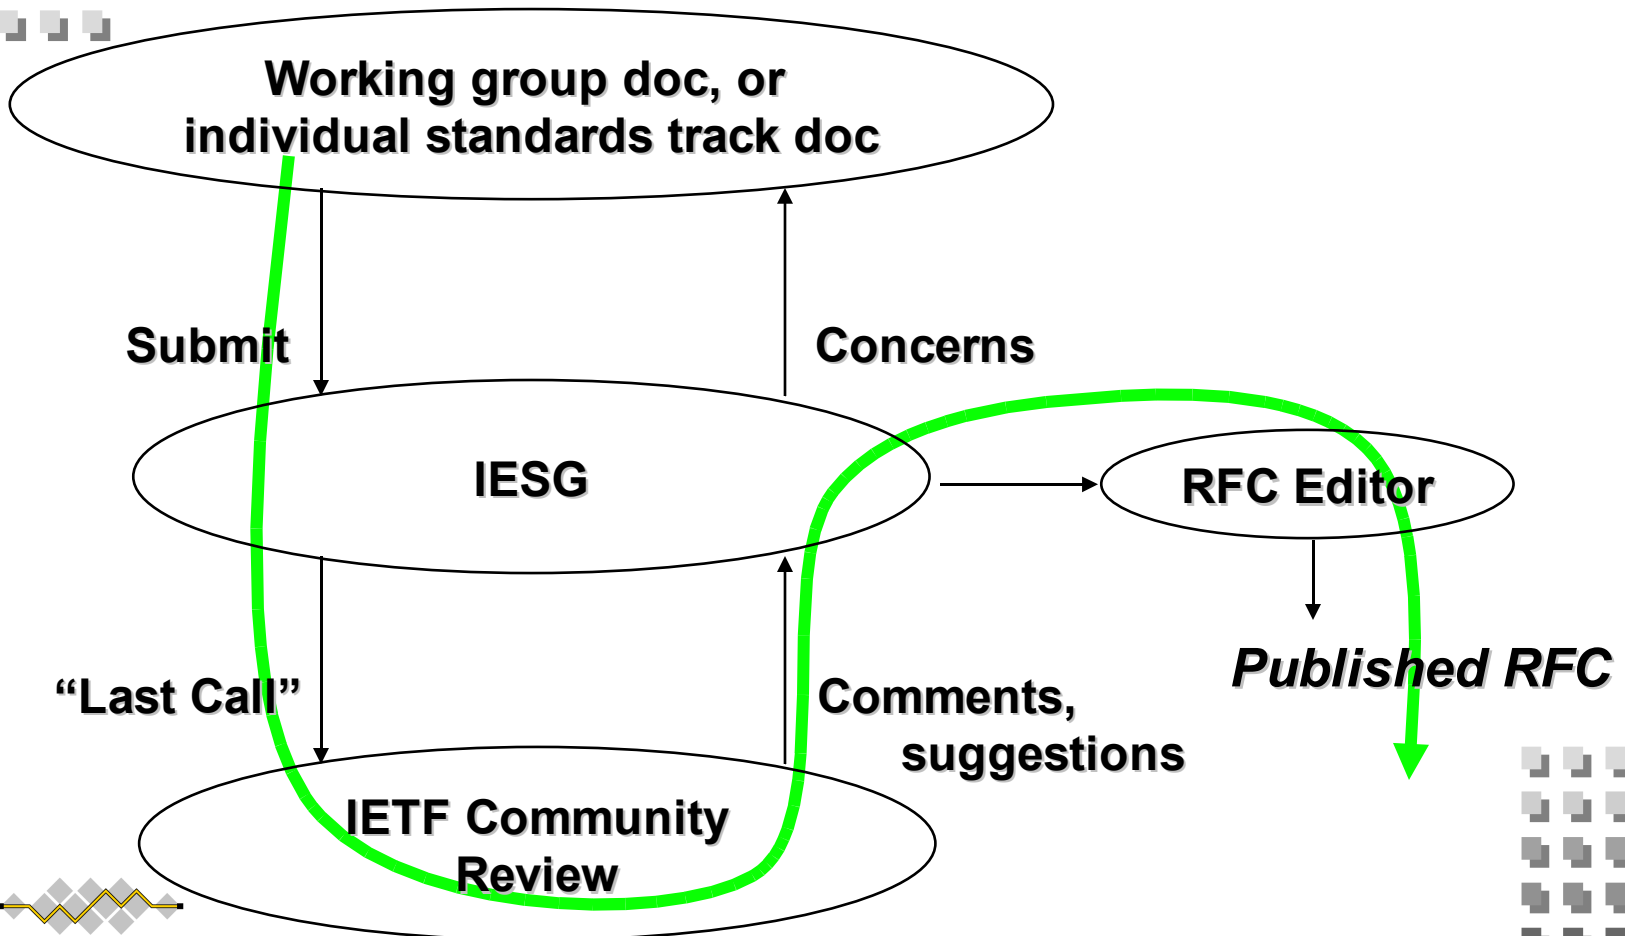 Working group doc, or
individual standards track doc
Submit
Concerns
IESG
RFC Editor
Published RFC
“Last Call”
Comments,
suggestions
IETF Community
Review